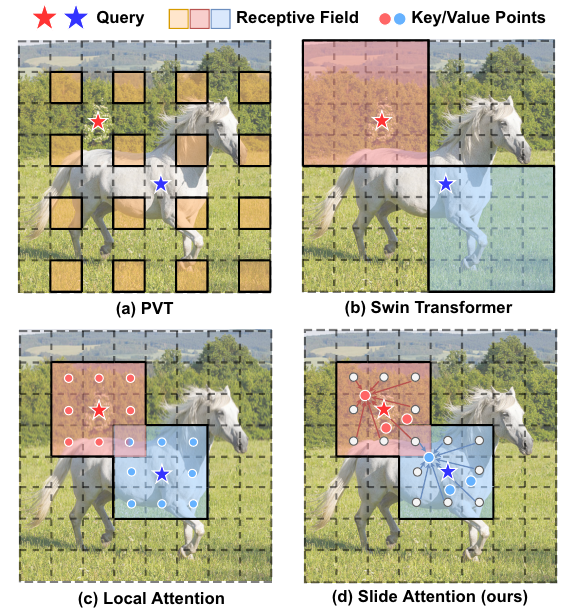 Query Receptive Field Key/Value Points
(a) PVT
(b) Swin Transformer
(c) Local Attention
(d) Slide Attention (ours)